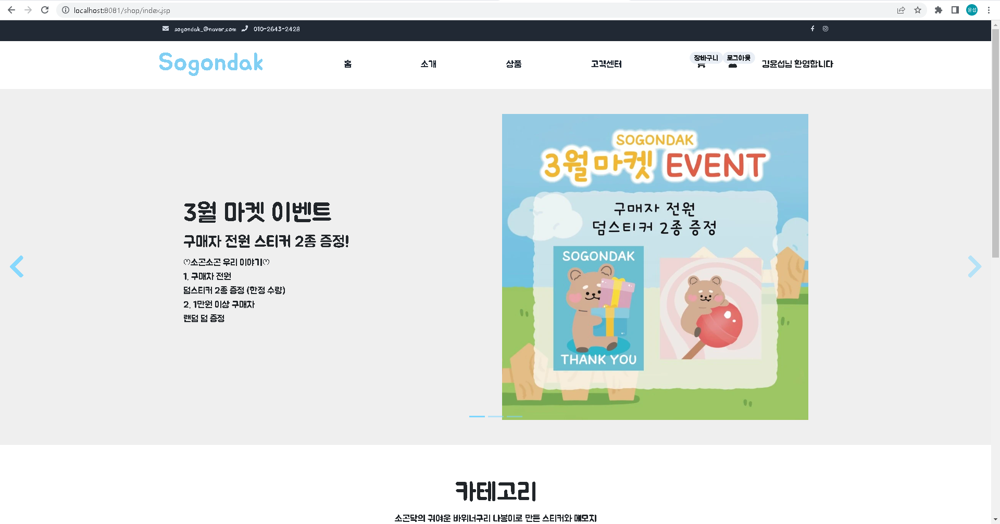 localhost:8081/shop/index.jsp
윤섭
sogondak_@naver.com 010-2643-2428
Sogondak
홈 소개 상품 고객센터 장바구니 로그아웃 김윤섭님 환영합니다
3월 마켓 이벤트
구매자 전원 스티커 2종 증정!
♡소곤소곤 우리 이야기♡
1. 구매자 전원
덤스티커 2종 증정 (한정 수량)
2. 1만원 이상 구매자
랜덤 덤 증정
SOGONDAK
3월마켓 EVENT
구매자 전원
덤스티커 2종 증정
SOGONDAK
THANK YOU
카테고리
소곤닥의 귀여운 바위너구리 나봉이로 만든 스티커와 메모지